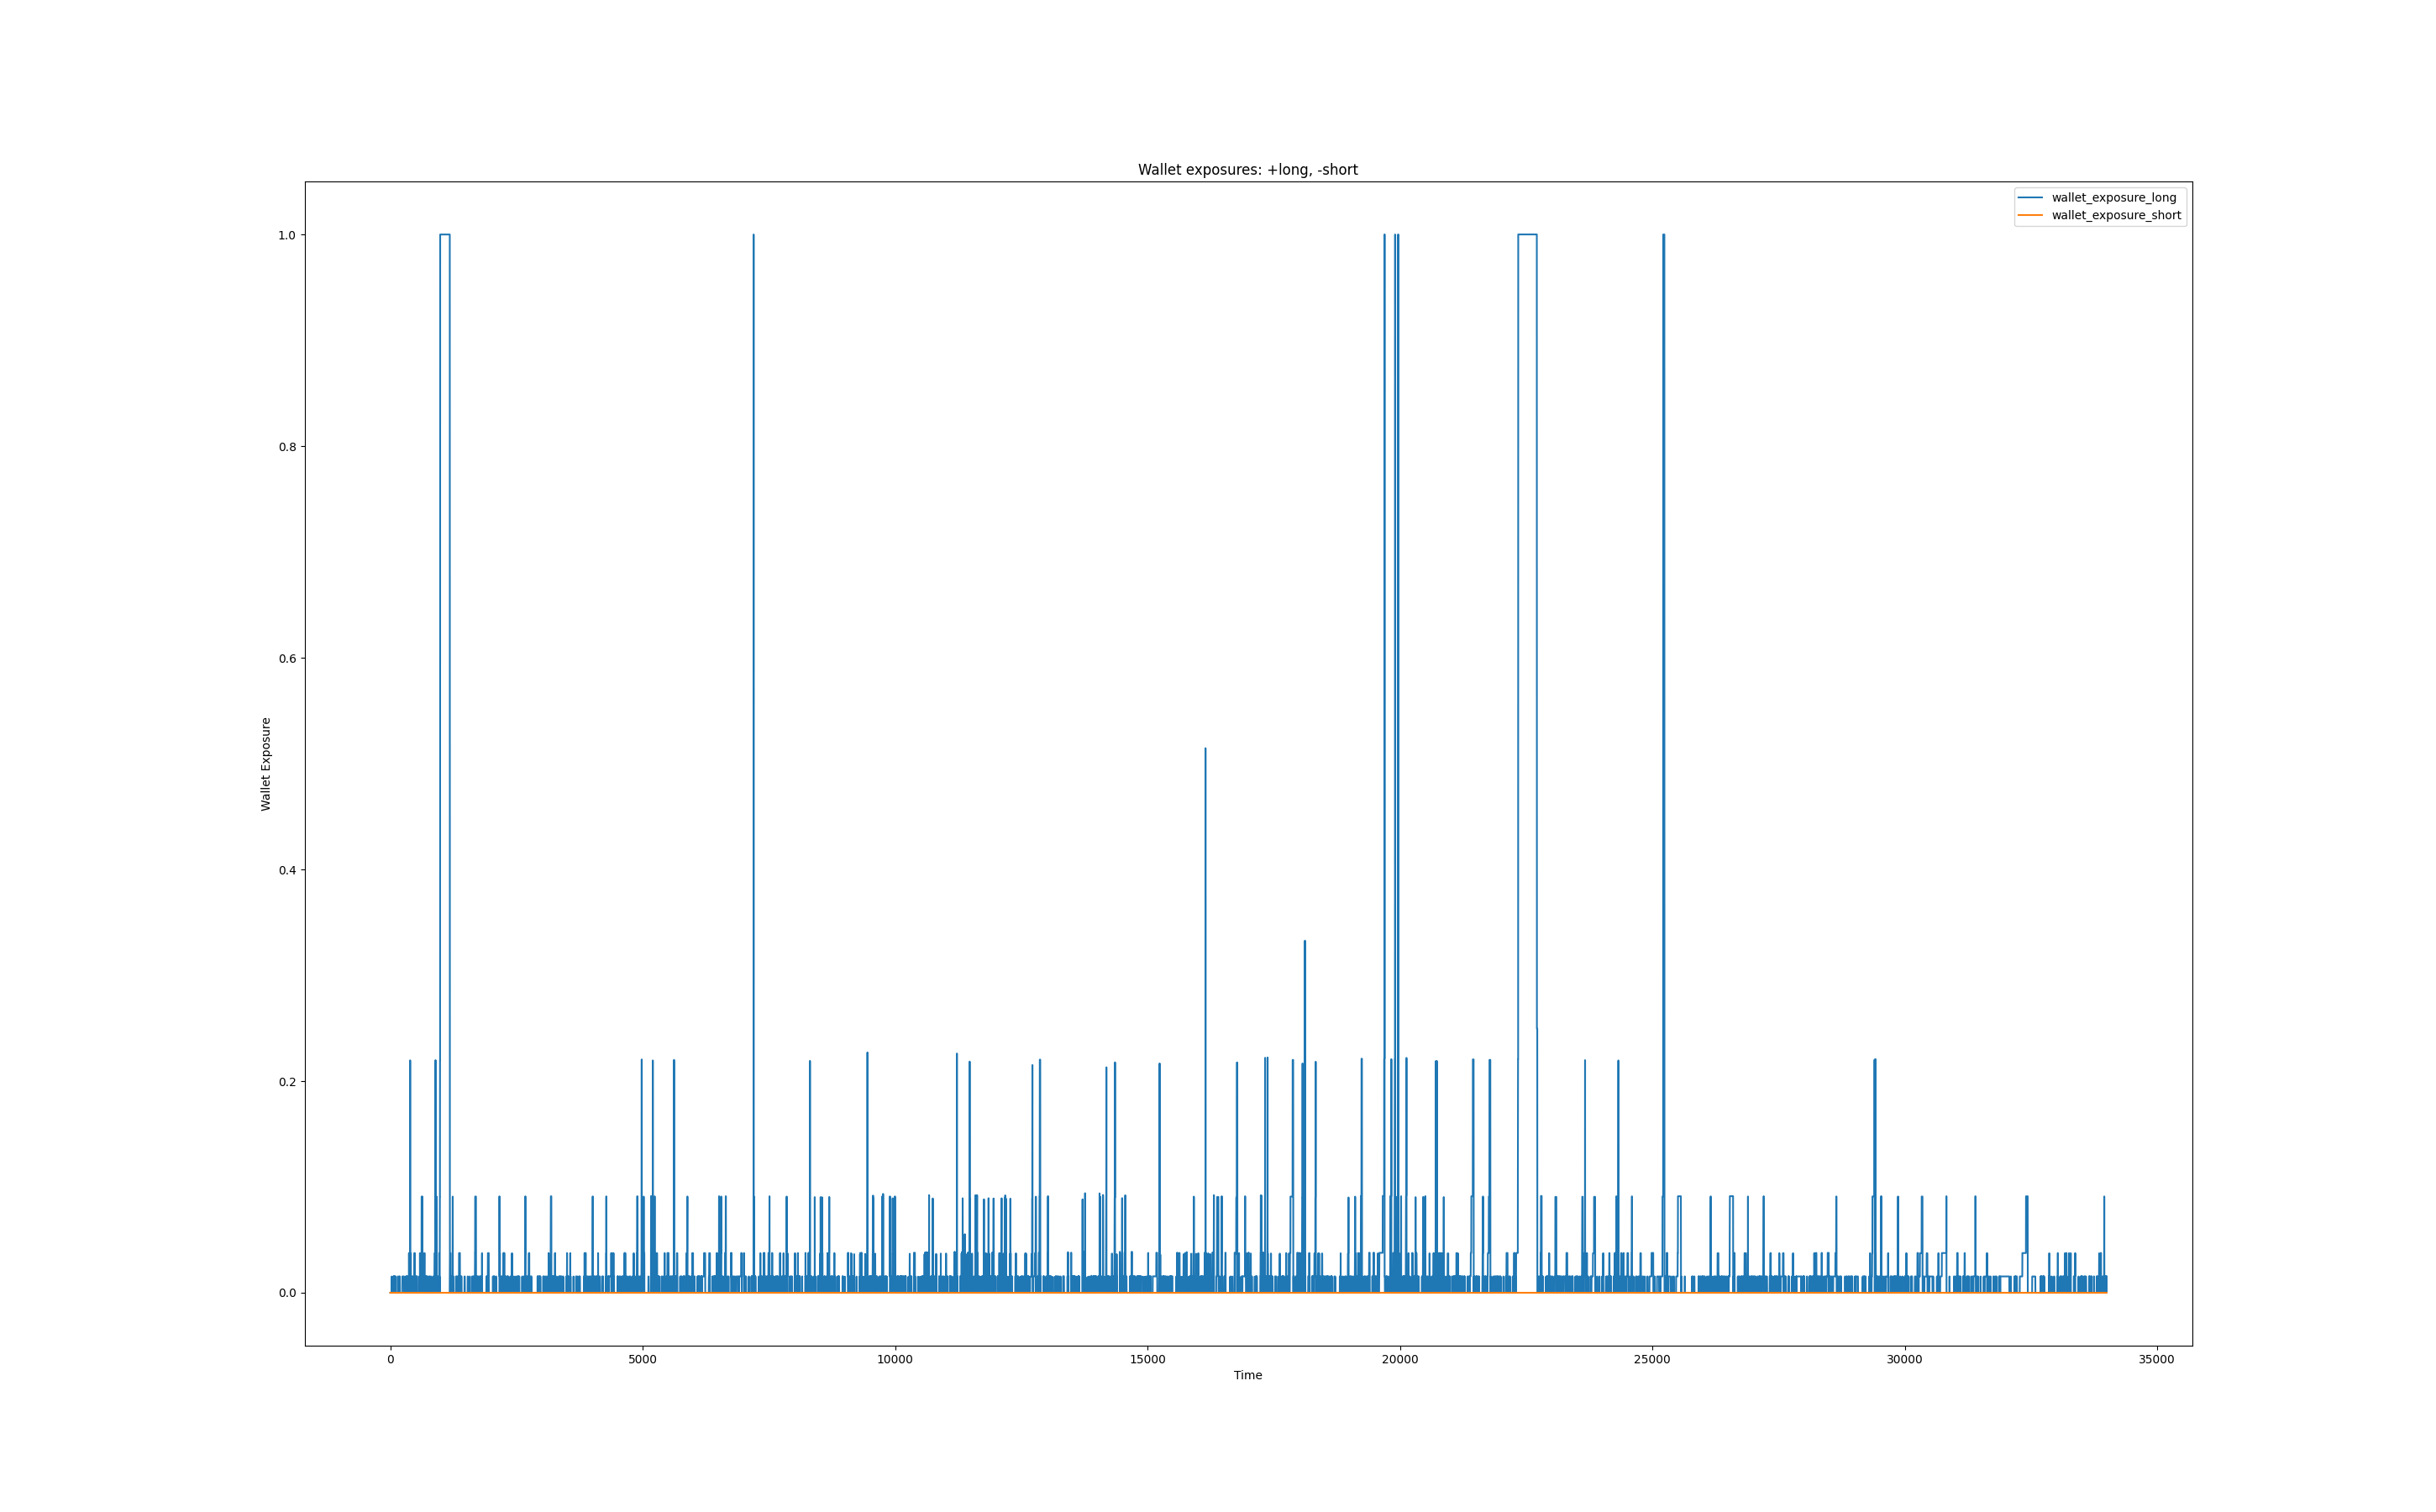 Wallet exposures: +long, -short
wallet_exposure_long
wallet_exposure_short
1.0
0.8
0.6
0.4
0.2
0.0
Wallet Exposure
0 5000 10000 15000 20000 25000 30000 35000
Time